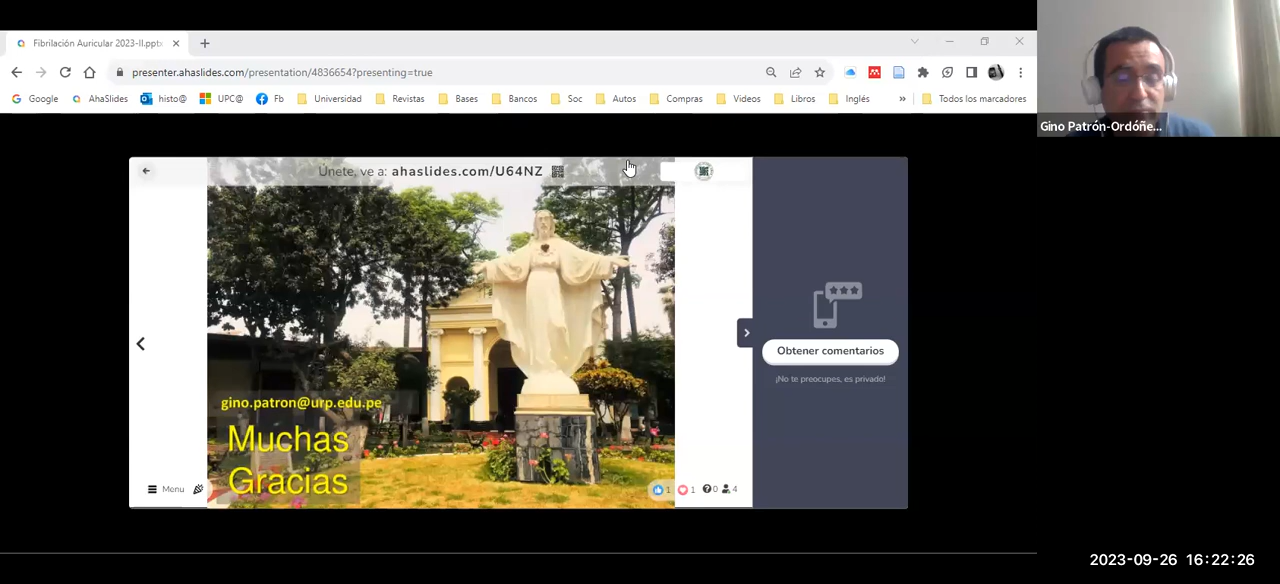 Fibrilación Auricular 2023-II.pptx
presenter.ahaslides.com/presentation/4836654?presenting=true
Google AhaSlides histo@ UPC@ Fb Universidad Revistas Bases Bancos Soc Autos Compras Videos Libros Inglés » Todos los marcadores
Gino Patrón-Ordóñe...
Únete, ve a: ahaslides.com/U64NZ
Obtener comentarios
¡No te preocupes, es privado!
gino.patron@urp.edu.pe
Muchas
Gracias
Menu
1 1 0 4
2023-09-26 16:22:26